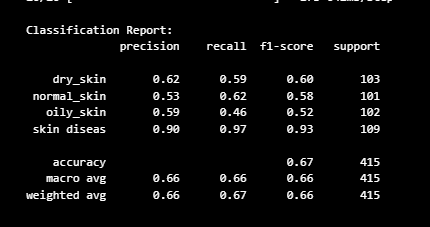 Classification Report:
precision recall f1-score support
dry_skin 0.62 0.59 0.60 103
normal_skin 0.53 0.62 0.58 101
oily_skin 0.59 0.46 0.52 102
skin diseas 0.90 0.97 0.93 109
accuracy 0.67 415
macro avg 0.66 0.66 0.66 415
weighted avg 0.66 0.67 0.66 415